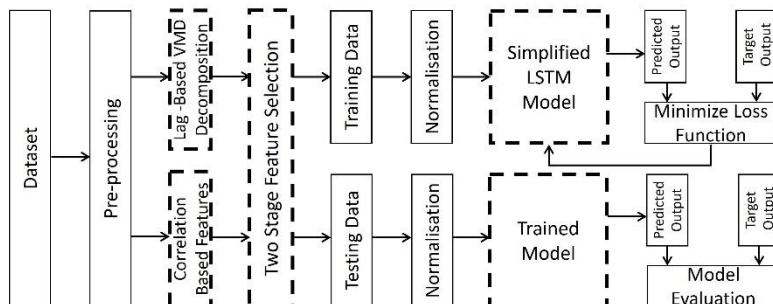 Dataset
Pre-processing
Lag -Based VMD
Decomposition
Correlation
Based Features
Two Stage Feature Selection
Training Data
Normalisation
Simplified
LSTM
Model
Predicted
Output
Target
Output
Minimize Loss
Function
Testing Data
Normalisation
Trained
Model
Predicted
Output
Target
Output
Model
Evaluation